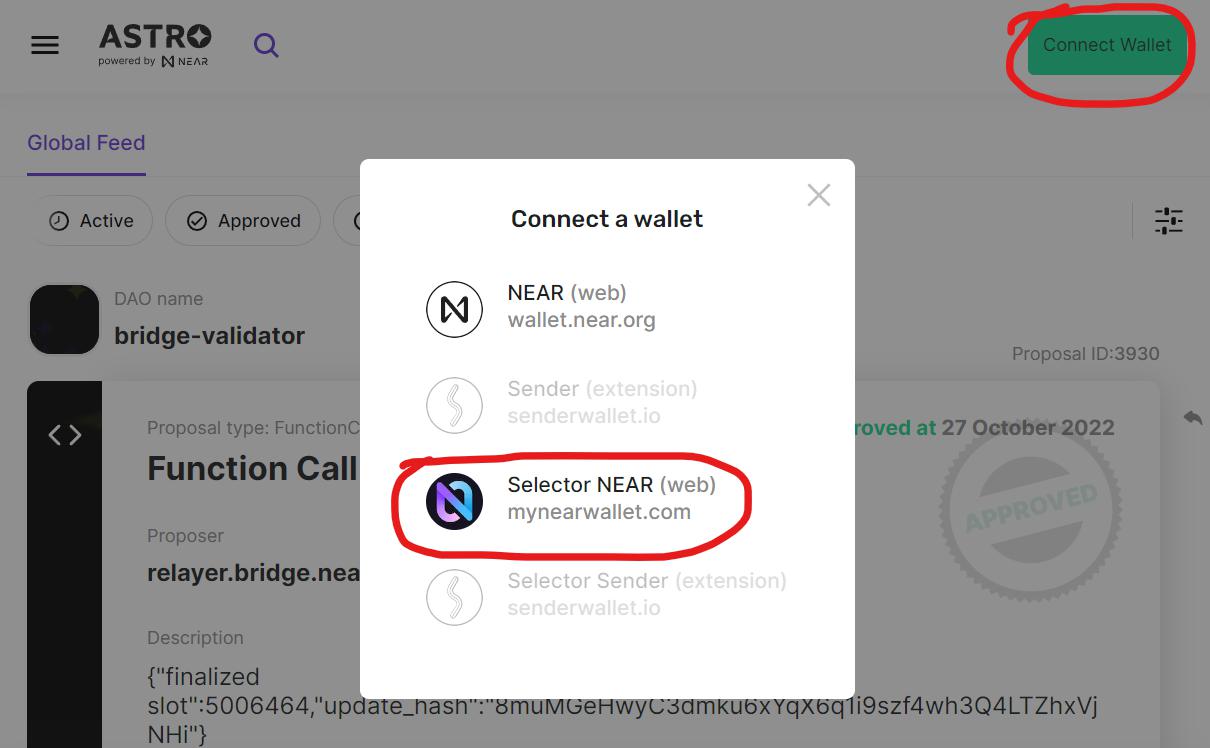 ASTRO
powered by NEAR
Connect Wallet
Global Feed
Active
Approved
Connect a wallet
NEAR (web)
wallet.near.org
Sender (extension)
senderwallet.io
Selector NEAR (web)
mynearwallet.com
Selector Sender (extension)
senderwallet.io
DAO name
bridge-validator
Proposal ID:3930
Proposal type: FunctionC
roved at 27 October 2022
Function Call
APPROVED
Proposer
relayer.bridge.nea
Description
{"finalized
slot":5006464,"update_hash":"8muMGeHwyC3dmku6xYqX6q1i9szf4wh3Q4LTZhxVj
NHi"}